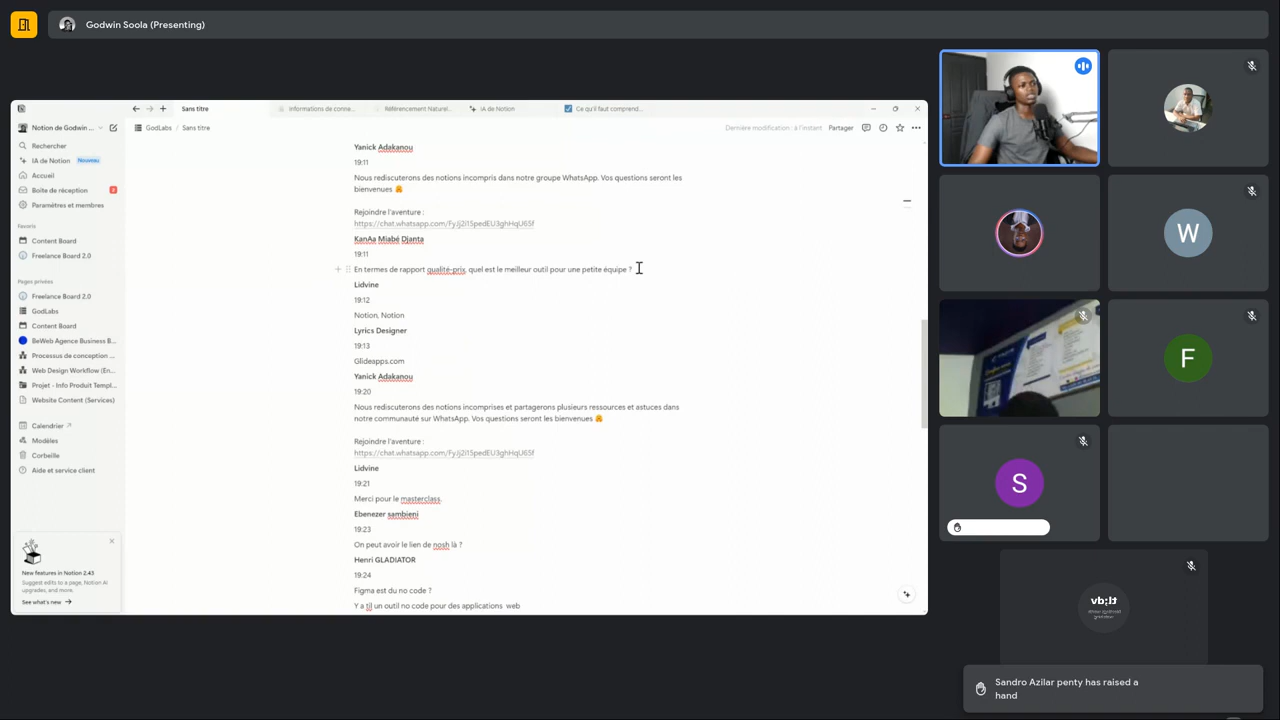 Godwin Soola (Presenting)
Sans titre
Informations de conne...
Référencement Naturel...
IA de Notion
Ce qu'il faut comprend...
Notion de Godwin ...
GodLabs / Sans titre
Dernière modification : à l'instant
Partager
Rechercher
IA de Notion Nouveau
Accueil
Boîte de réception
Paramètres et membres
Favoris
Content Board
Freelance Board 2.0
Pages privées
Freelance Board 2.0
GodLabs
Content Board
BeWeb Agence Business B...
Processus de conception ...
Web Design Workflow (En...
Projet - Info Produit Templ...
Website Content (Services)
Calendrier
Modèles
Corbeille
Aide et service client
New features in Notion 2.43
Suggest edits to a page, Notion AI
upgrades, and more.
See what's new
Yanick Adakanou
19:11
Nous rediscuterons des notions incompris dans notre groupe WhatsApp. Vos questions seront les
bienvenues 🤗
Rejoindre l'aventure :
KanAa Miabé Djanta
19:11
En termes de rapport qualité-prix, quel est le meilleur outil pour une petite équipe ?
Lidvine
19:12
Notion, Notion
Lyrics Designer
19:13
Glideapps.com
Yanick Adakanou
19:20
Nous rediscuterons des notions incomprises et partagerons plusieurs ressources et astuces dans
notre communauté sur WhatsApp. Vos questions seront les bienvenues 🤗
Rejoindre l'aventure :
Lidvine
19:21
Merci pour le masterclass.
Ebenezer sambieni
19:23
On peut avoir le lien de nosh là ?
Henri GLADIATOR
19:24
Figma est du no code ?
Y a til un outil no code pour des applications web
W
F
S
Sandro Azilar penty has raised a
hand